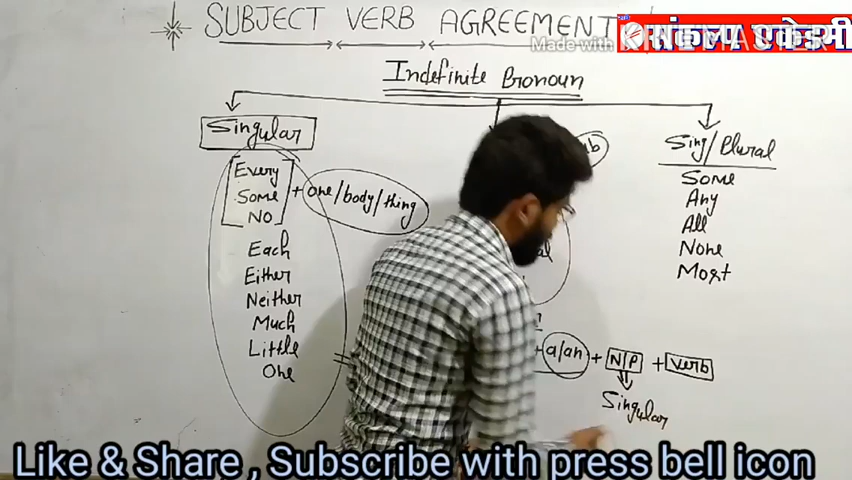 SUBJECT VERB AGREEMENT
Made with KINEMASTER
संकल्प एकेडमी
Indefinite Pronoun
Singular
Every
Some
NO
+ one/body/thing
Each
Either
Neither
Much
Little
One
Sing/Plural
Some
Any
All
None
Most
+ a/an + N/P + Verb
Singular
Like & Share , Subscribe with press bell icon